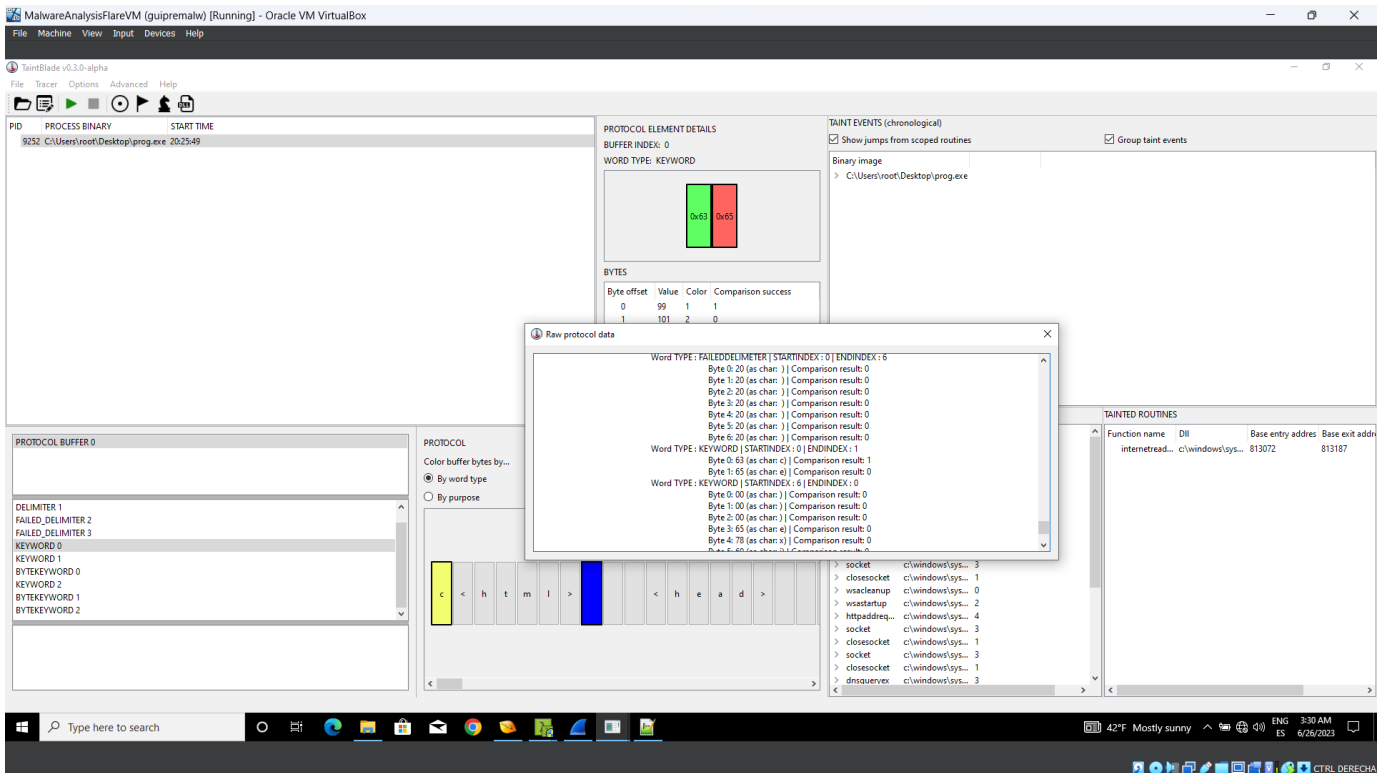 MalwareAnalysisFlareVM (guipremalw) [Running] - Oracle VM VirtualBox
File Machine View Input Devices Help
TaintBlade v0.3.0-alpha
File Tracer Options Advanced Help
PID PROCESS BINARY START TIME
9252 C:\Users\root\Desktop\prog.exe 20:25:49
PROTOCOL ELEMENT DETAILS
BUFFER INDEX: 0
WORD TYPE: KEYWORD
0x63 0x65
BYTES
Byte offset Value Color Comparison success
0 99 1 1
1 101 2 0
TAINT EVENTS (chronological)
Show jumps from scoped routines
Group taint events
Binary image
C:\Users\root\Desktop\prog.exe
Raw protocol data
Word TYPE : FAILEDDELIMETER | STARTINDEX : 0 | ENDINDEX : 6
Byte 0: 20 (as char: ) | Comparison result: 0
Byte 1: 20 (as char: ) | Comparison result: 0
Byte 2: 20 (as char: ) | Comparison result: 0
Byte 3: 20 (as char: ) | Comparison result: 0
Byte 4: 20 (as char: ) | Comparison result: 0
Byte 5: 20 (as char: ) | Comparison result: 0
Byte 6: 20 (as char: ) | Comparison result: 0
Word TYPE : KEYWORD | STARTINDEX : 0 | ENDINDEX : 1
Byte 0: 63 (as char: c) | Comparison result: 1
Byte 1: 65 (as char: e) | Comparison result: 0
Word TYPE : KEYWORD | STARTINDEX : 6 | ENDINDEX : 0
Byte 0: 00 (as char: ) | Comparison result: 0
Byte 1: 00 (as char: ) | Comparison result: 0
Byte 2: 00 (as char: ) | Comparison result: 0
Byte 3: 65 (as char: e) | Comparison result: 0
Byte 4: 78 (as char: x) | Comparison result: 0
PROTOCOL BUFFER 0
DELIMITER 1
FAILED_DELIMITER 2
FAILED_DELIMITER 3
KEYWORD 0
KEYWORD 1
BYTEKEYWORD 0
KEYWORD 2
BYTEKEYWORD 1
BYTEKEYWORD 2
PROTOCOL
Color buffer bytes by...
By word type
By purpose
c < h t m l > < h e a d >
socket c:\windows\sys... 3
closesocket c:\windows\sys... 1
wsacleanup c:\windows\sys... 0
wsastartup c:\windows\sys... 2
httpaddreq... c:\windows\sys... 4
socket c:\windows\sys... 3
closesocket c:\windows\sys... 1
socket c:\windows\sys... 3
closesocket c:\windows\sys... 1
dnsqueryex c:\windows\sys... 3
TAINTED ROUTINES
Function name Dll Base entry addres Base exit addr
internetread... c:\windows\sys... 813072 813187
Type here to search
42°F Mostly sunny
ENG 3:30 AM
ES 6/26/2023
CTRL DERECHA